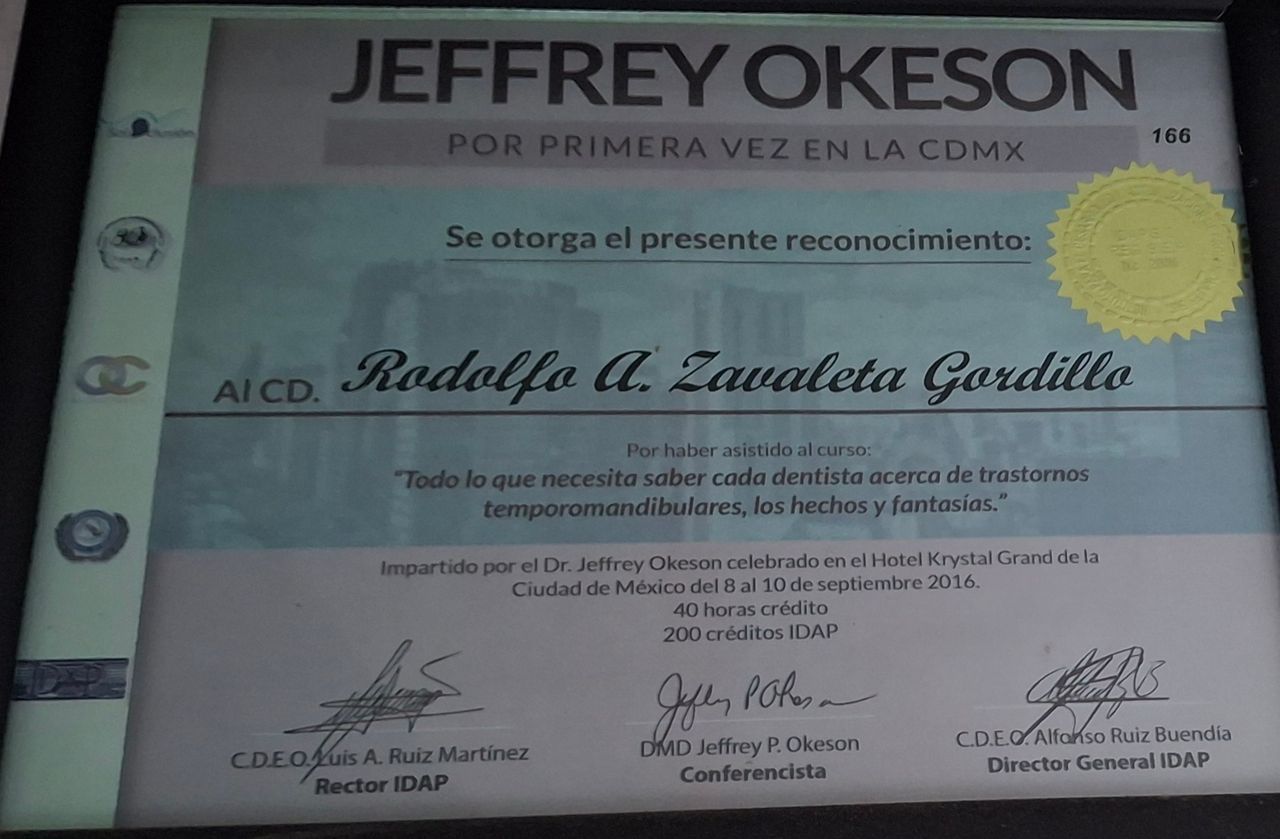 JEFFREY OKESON
POR PRIMERA VEZ EN LA CDMX
166
Se otorga el presente reconocimiento:
Al CD. Rodolfo A. Zavaleta Gordillo
Por haber asistido al curso:
"Todo lo que necesita saber cada dentista acerca de trastornos
temporomandibulares, los hechos y fantasías."
Impartido por el Dr. Jeffrey Okeson celebrado en el Hotel Krystal Grand de la
Ciudad de México del 8 al 10 de septiembre 2016.
40 horas crédito
200 créditos IDAP
IDAP
C.D.E.O. Luis A. Ruiz Martínez
Rector IDAP
DMD Jeffrey P. Okeson
Conferencista
C.D.E.O. Alfonso Ruiz Buendía
Director General IDAP